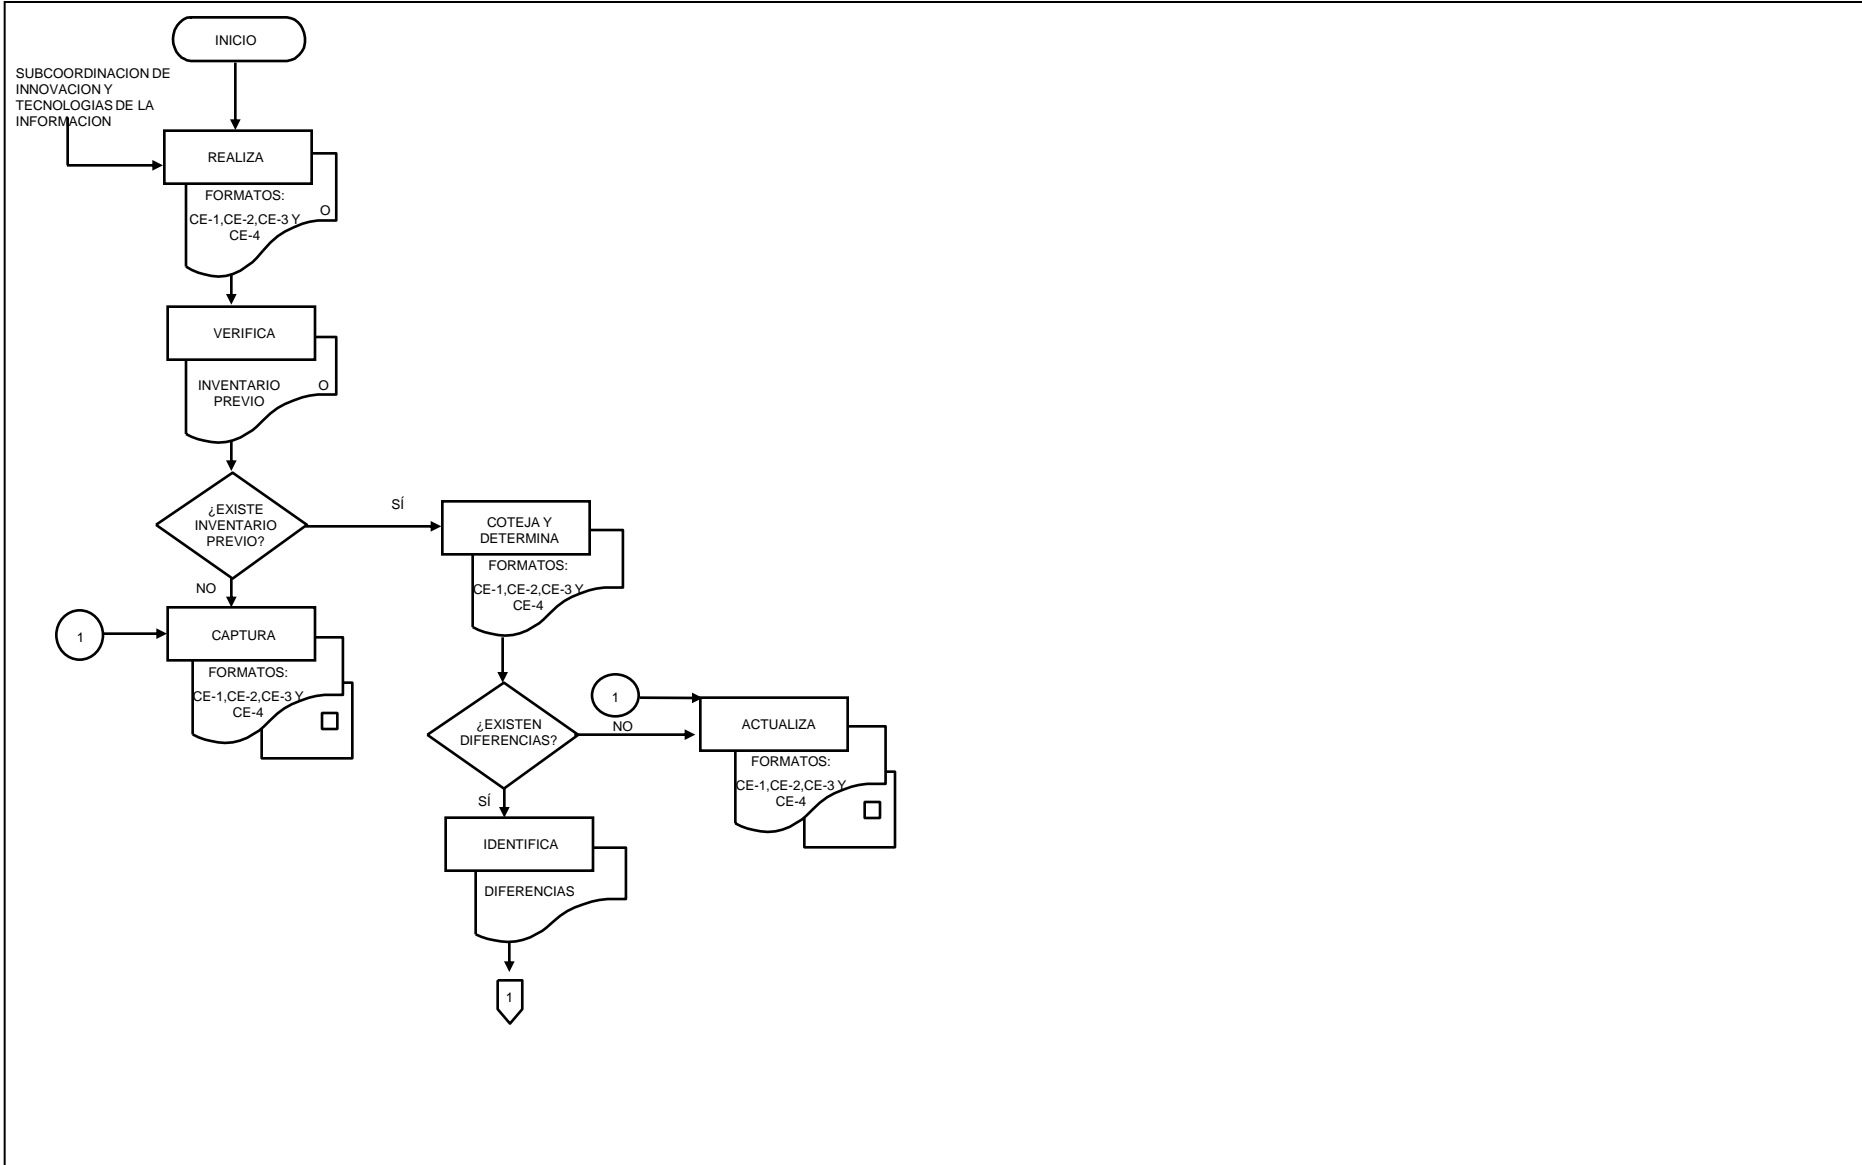 INICIO
SUBCOORDINACION DE
INNOVACION Y
TECNOLOGIAS DE LA
INFORMACION
REALIZA
FORMATOS:
CE-1,CE-2,CE-3 Y
CE-4
O
VERIFICA
INVENTARIO
PREVIO
O
¿EXISTE
INVENTARIO
PREVIO?
SÍ
COTEJA Y
DETERMINA
FORMATOS:
CE-1,CE-2,CE-3 Y
CE-4
NO
1
CAPTURA
FORMATOS:
CE-1,CE-2,CE-3 Y
CE-4
¿EXISTEN
DIFERENCIAS?
1
NO
ACTUALIZA
FORMATOS:
CE-1,CE-2,CE-3 Y
CE-4
SÍ
IDENTIFICA
DIFERENCIAS
1